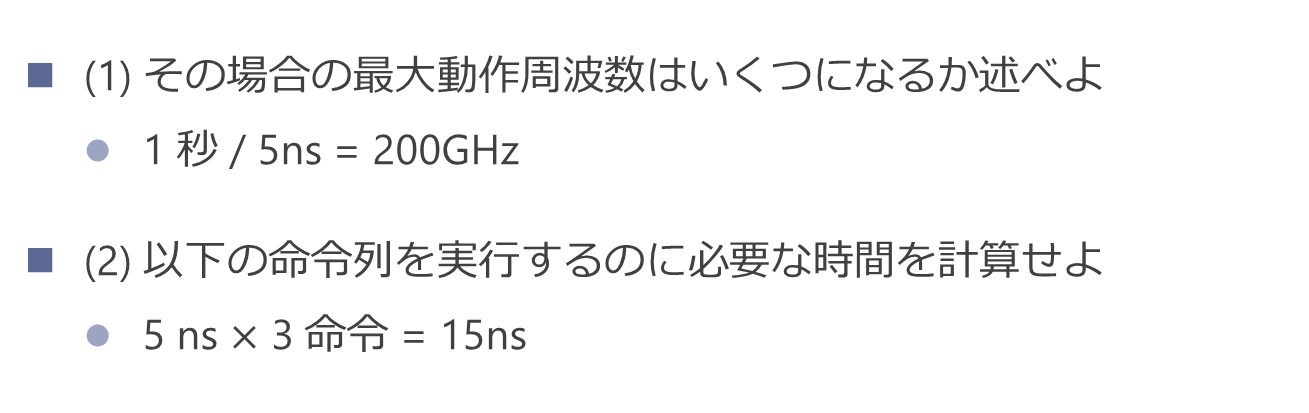 ■ (1) その場合の最大動作周波数はいくつになるか述べよ
● 1 秒 / 5ns = 200GHz
■ (2) 以下の命令列を実行するのに必要な時間を計算せよ
● 5 ns × 3 命令 = 15ns